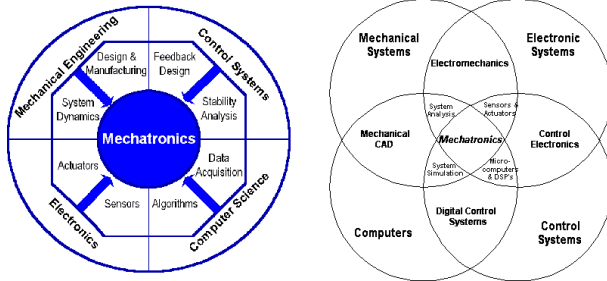 Mechanical Engineering
Control Systems
Design &
Manufacturing
Feedback
Design
System
Dynamics
Stability
Analysis
Mechatronics
Actuators
Data
Acquisition
Sensors
Algorithms
Electronics
Computer Science
Mechanical
Systems
Electronic
Systems
Electromechanics
System
Analysis
Sensors &
Actuators
Mechanical
CAD
Mechatronics
Control
Electronics
System
Simulation
Micro-
computers
& DSP's
Digital Control
Systems
Computers
Control
Systems